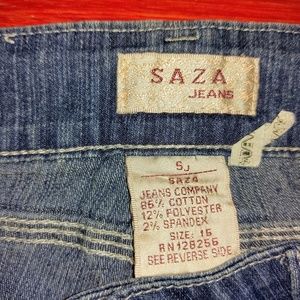 SAZA
JEANS
SJ
SAZA
JEANS COMPANY
86% COTTON
12% POLYESTER
2% SPANDEX
SIZE: 15
RN128256
SEE REVERSE SIDE